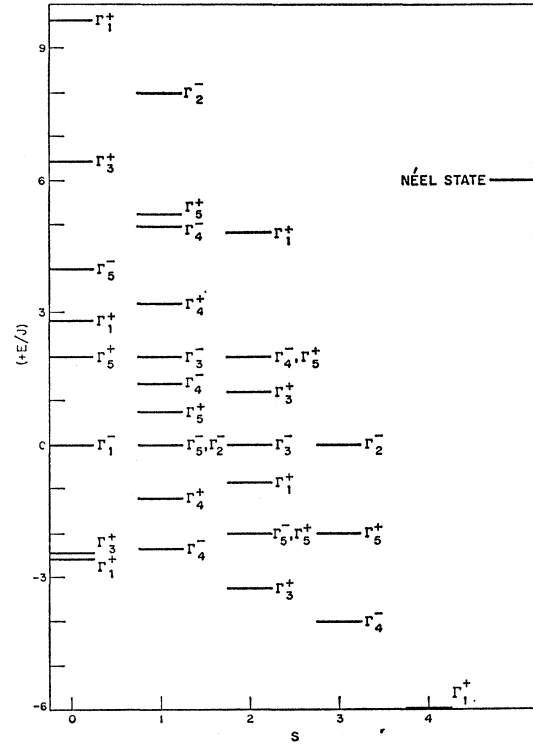 9
Γ₁⁺
Γ₂⁻
Γ₃⁺
6
NÉEL STATE
Γ₅⁺
Γ₄⁻
Γ₁⁺
Γ₅⁻
3
Γ₄⁺
Γ₁⁺
(+E/J)
Γ₅⁺
Γ₃⁻
Γ₄⁻,Γ₅⁺
Γ₄⁻
Γ₃⁺
Γ₅⁺
0
Γ₁⁻
Γ₅⁻,Γ₂⁻
Γ₃⁻
Γ₂⁻
Γ₁⁺
Γ₄⁺
Γ₅⁻,Γ₅⁺
Γ₅⁺
Γ₃⁺
Γ₄⁻
Γ₁⁺
-3
Γ₃⁺
Γ₄⁻
Γ₁⁺
-6
0 1 2 3 4
S